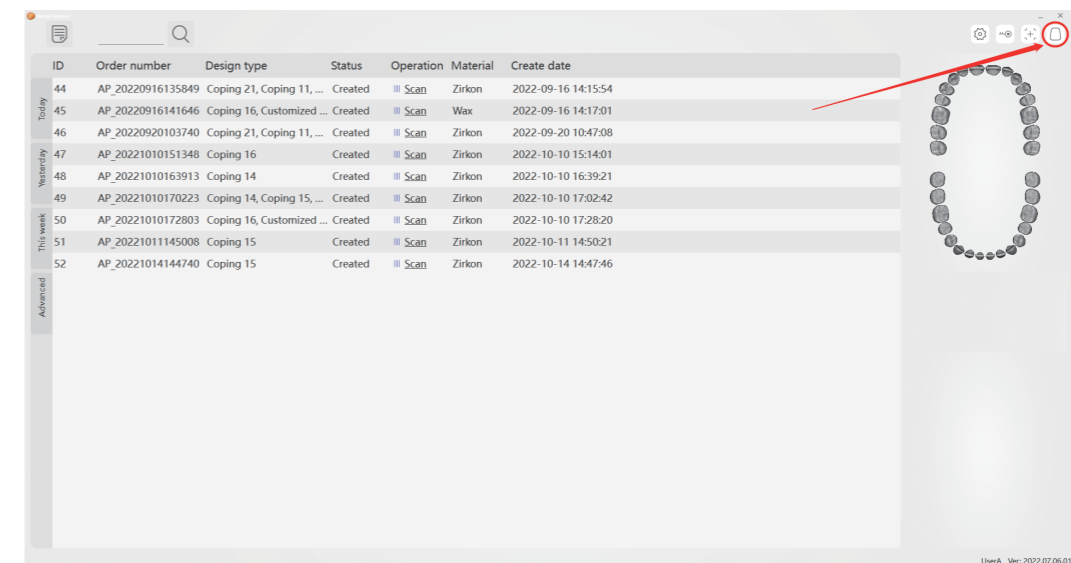 ID Order number Design type Status Operation Material Create date
44 AP_20220916135849 Coping 21, Coping 11, ... Created Scan Zirkon 2022-09-16 14:15:54
45 AP_20220916141646 Coping 16, Customized ... Created Scan Wax 2022-09-16 14:17:01
46 AP_20220920103740 Coping 21, Coping 11, ... Created Scan Zirkon 2022-09-20 10:47:08
47 AP_20221010151348 Coping 16 Created Scan Zirkon 2022-10-10 15:14:01
48 AP_20221010163913 Coping 14 Created Scan Zirkon 2022-10-10 16:39:21
49 AP_20221010170223 Coping 14, Coping 15, ... Created Scan Zirkon 2022-10-10 17:02:42
50 AP_20221010172803 Coping 16, Customized ... Created Scan Zirkon 2022-10-10 17:28:20
51 AP_20221011145008 Coping 15 Created Scan Zirkon 2022-10-11 14:50:21
52 AP_20221014144740 Coping 15 Created Scan Zirkon 2022-10-14 14:47:46
Today
Yesterday
This week
Advanced
UserA Ver: 2022.07.06.01